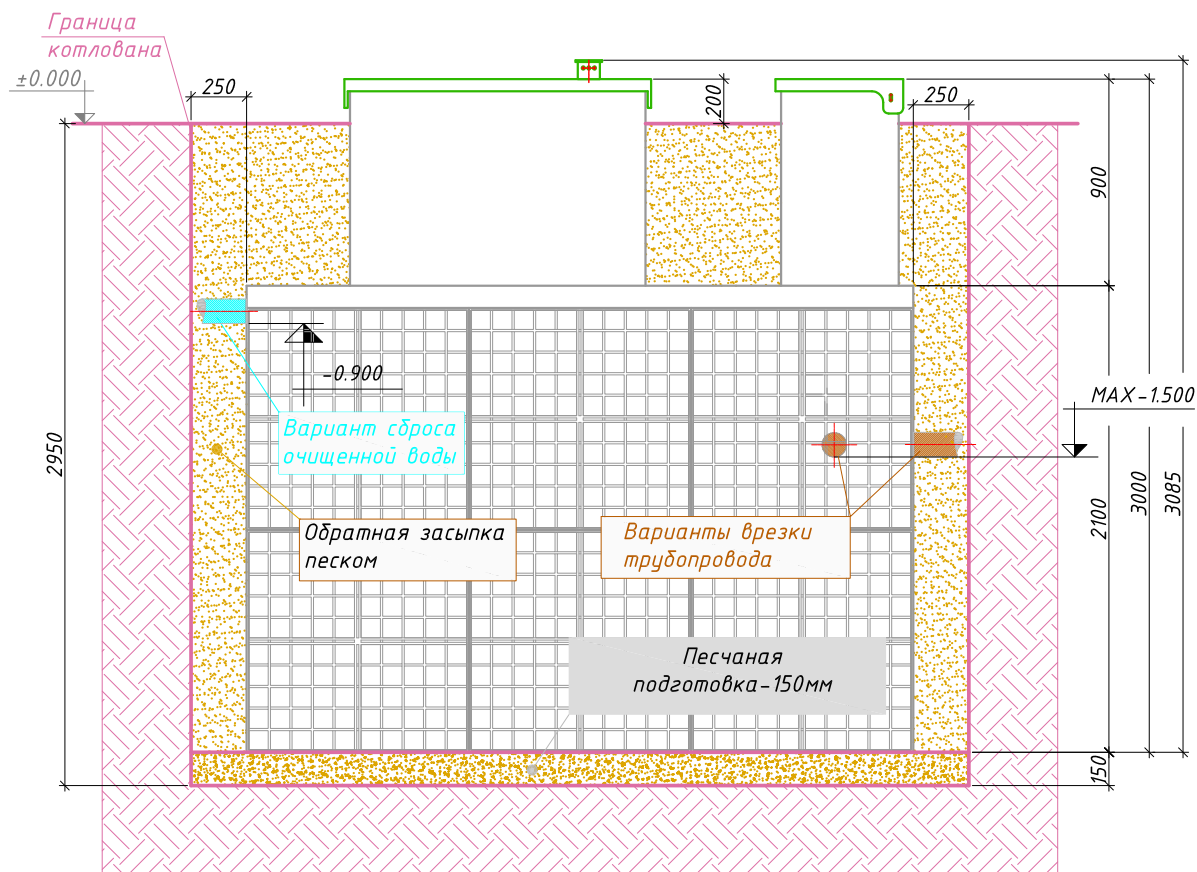 Граница
котлована
±0.000
250
200
250
900
-0.900
МАХ-1.500
Вариант сброса
очищенной воды
2950
2100
3000
3085
Обратная засыпка
песком
Варианты врезки
трубопровода
Песчаная
подготовка-150мм
150